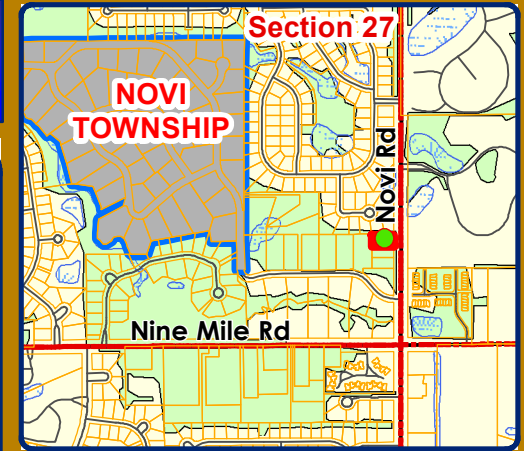 Section 27
NOVI
TOWNSHIP
Novi Rd
Nine Mile Rd